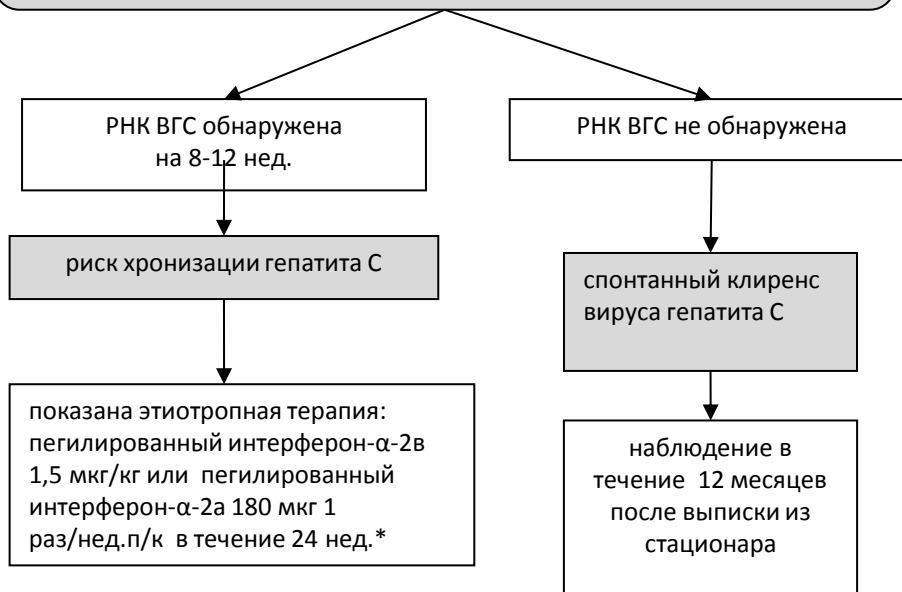 РНК ВГС обнаружена
на 8-12 нед.
риск хронизации гепатита С
показана этиотропная терапия:
пегилированный интерферон-α-2в
1,5 мкг/кг или пегилированный
интерферон-α-2а 180 мкг 1
раз/нед.п/к в течение 24 нед.*
РНК ВГС не обнаружена
спонтанный клиренс
вируса гепатита С
наблюдение в
течение 12 месяцев
после выписки из
стационара